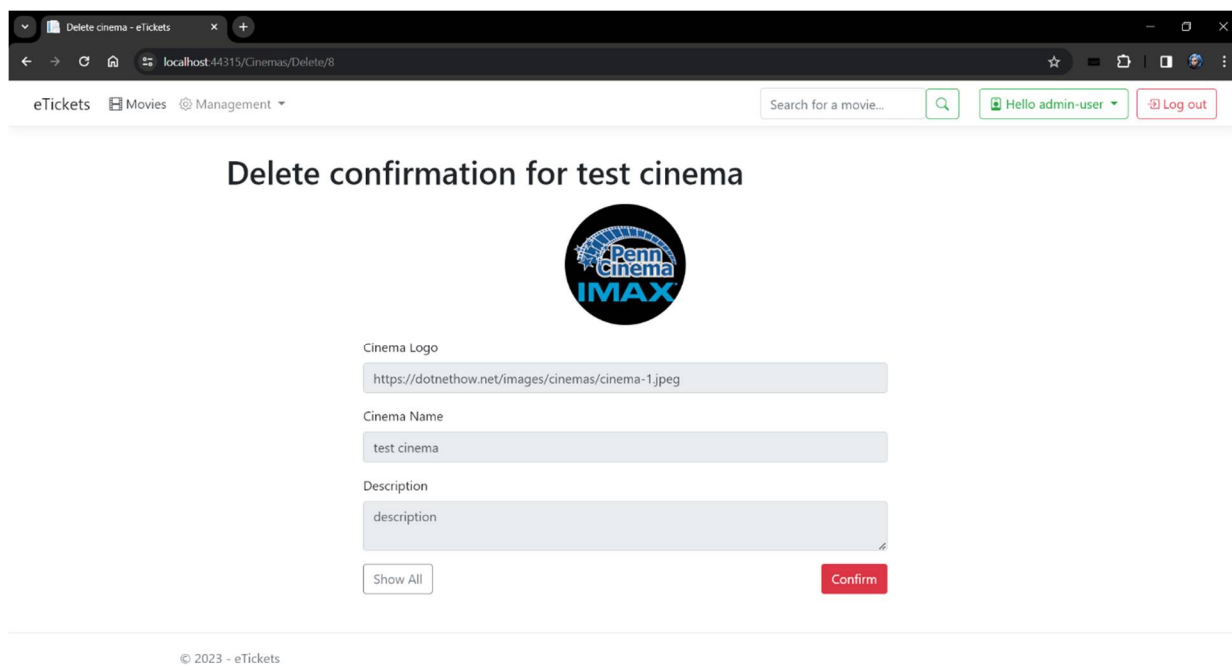 Delete cinema - eTickets
localhost:44315/Cinemas/Delete/8
eTickets Movies Management Search for a movie... Hello admin-user Log out
Delete confirmation for test cinema
Penn
Cinema
IMAX
Cinema Logo
https://dotnethow.net/images/cinemas/cinema-1.jpeg
Cinema Name
test cinema
Description
description
Show All Confirm
© 2023 - eTickets